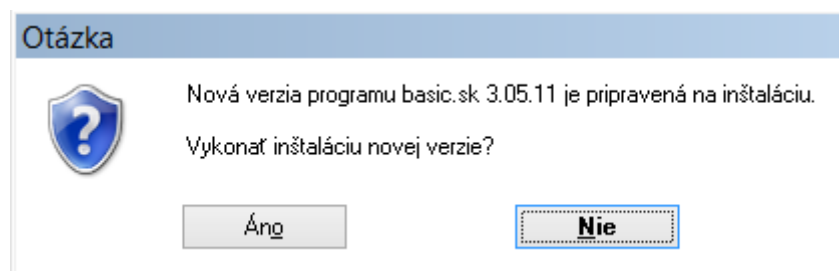 Otázka
Nová verzia programu basic.sk 3.05.11 je pripravená na inštaláciu.
Vykonať inštaláciu novej verzie?
Áno
Nie